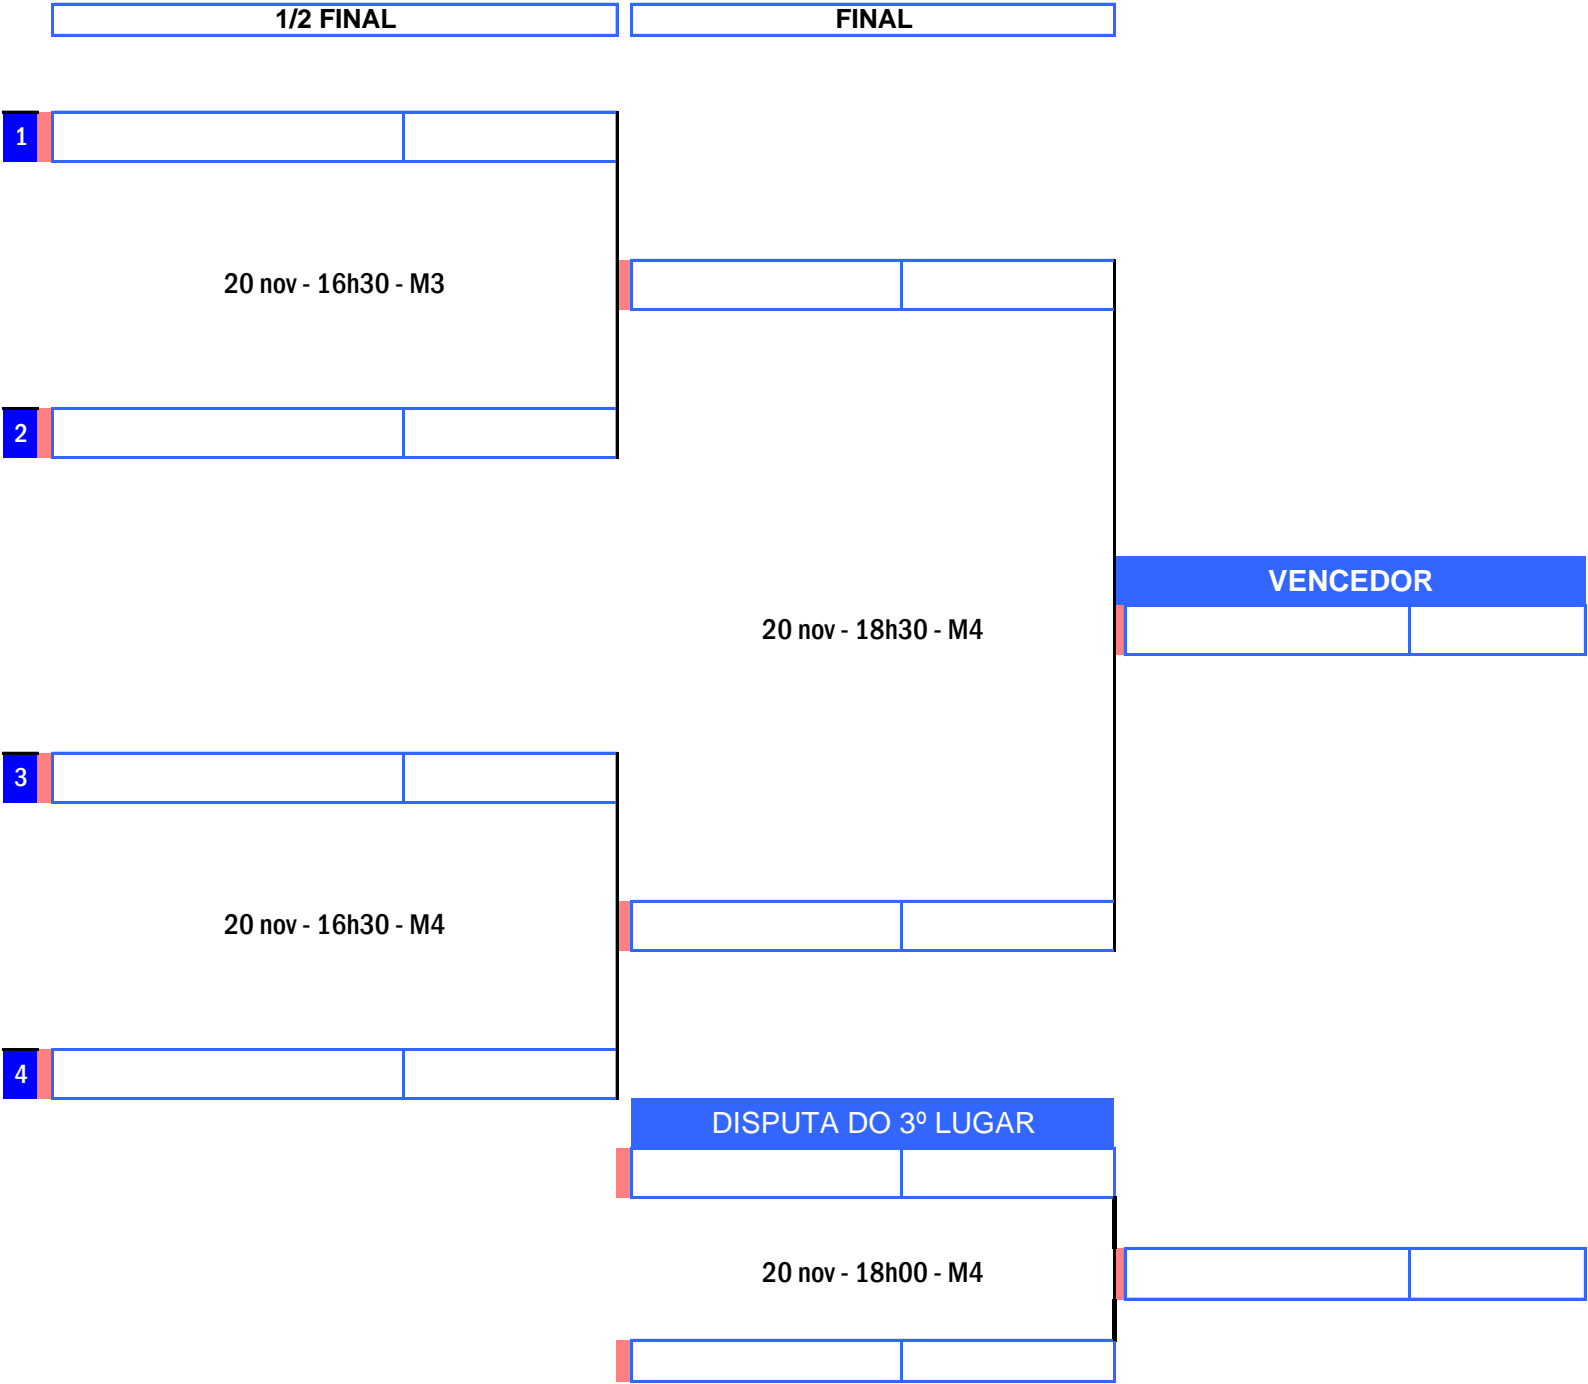 1/2 FINAL
FINAL
1
20 nov - 16h30 - M3
2
VENCEDOR
20 nov - 18h30 - M4
3
20 nov - 16h30 - M4
4
DISPUTA DO 3º LUGAR
20 nov - 18h00 - M4